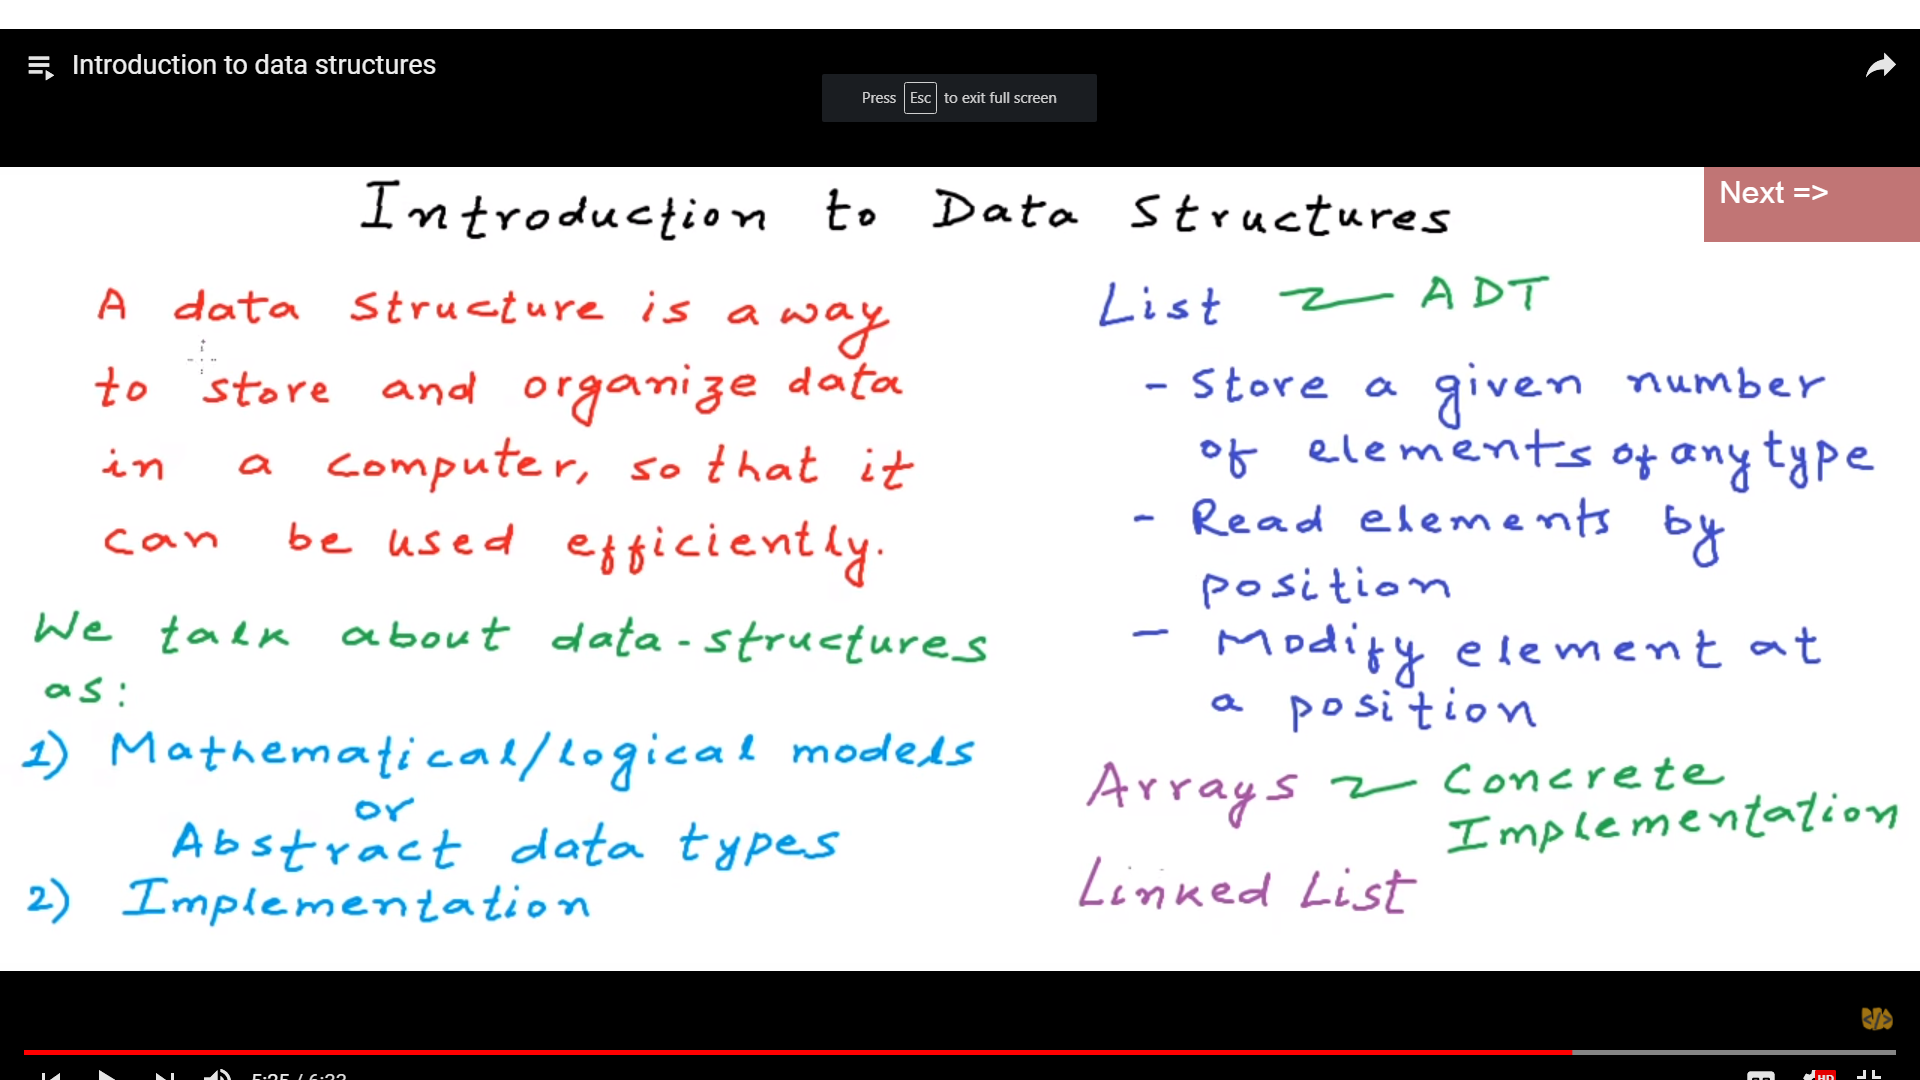 Introduction to data structures
Press Esc to exit full screen
Next =>
Introduction to Data Structures
A data structure is a way
to store and organize data
in a computer, so that it
can be used efficiently.
We talk about data-structures
as:
1) Mathematical/logical models
or
Abstract data types
2) Implementation
List ADT
- Store a given number
of elements of any type
- Read elements by
position
- Modify element at
a position
Arrays Concrete
Implementation
Linked List
5:25 / 6:33
HD